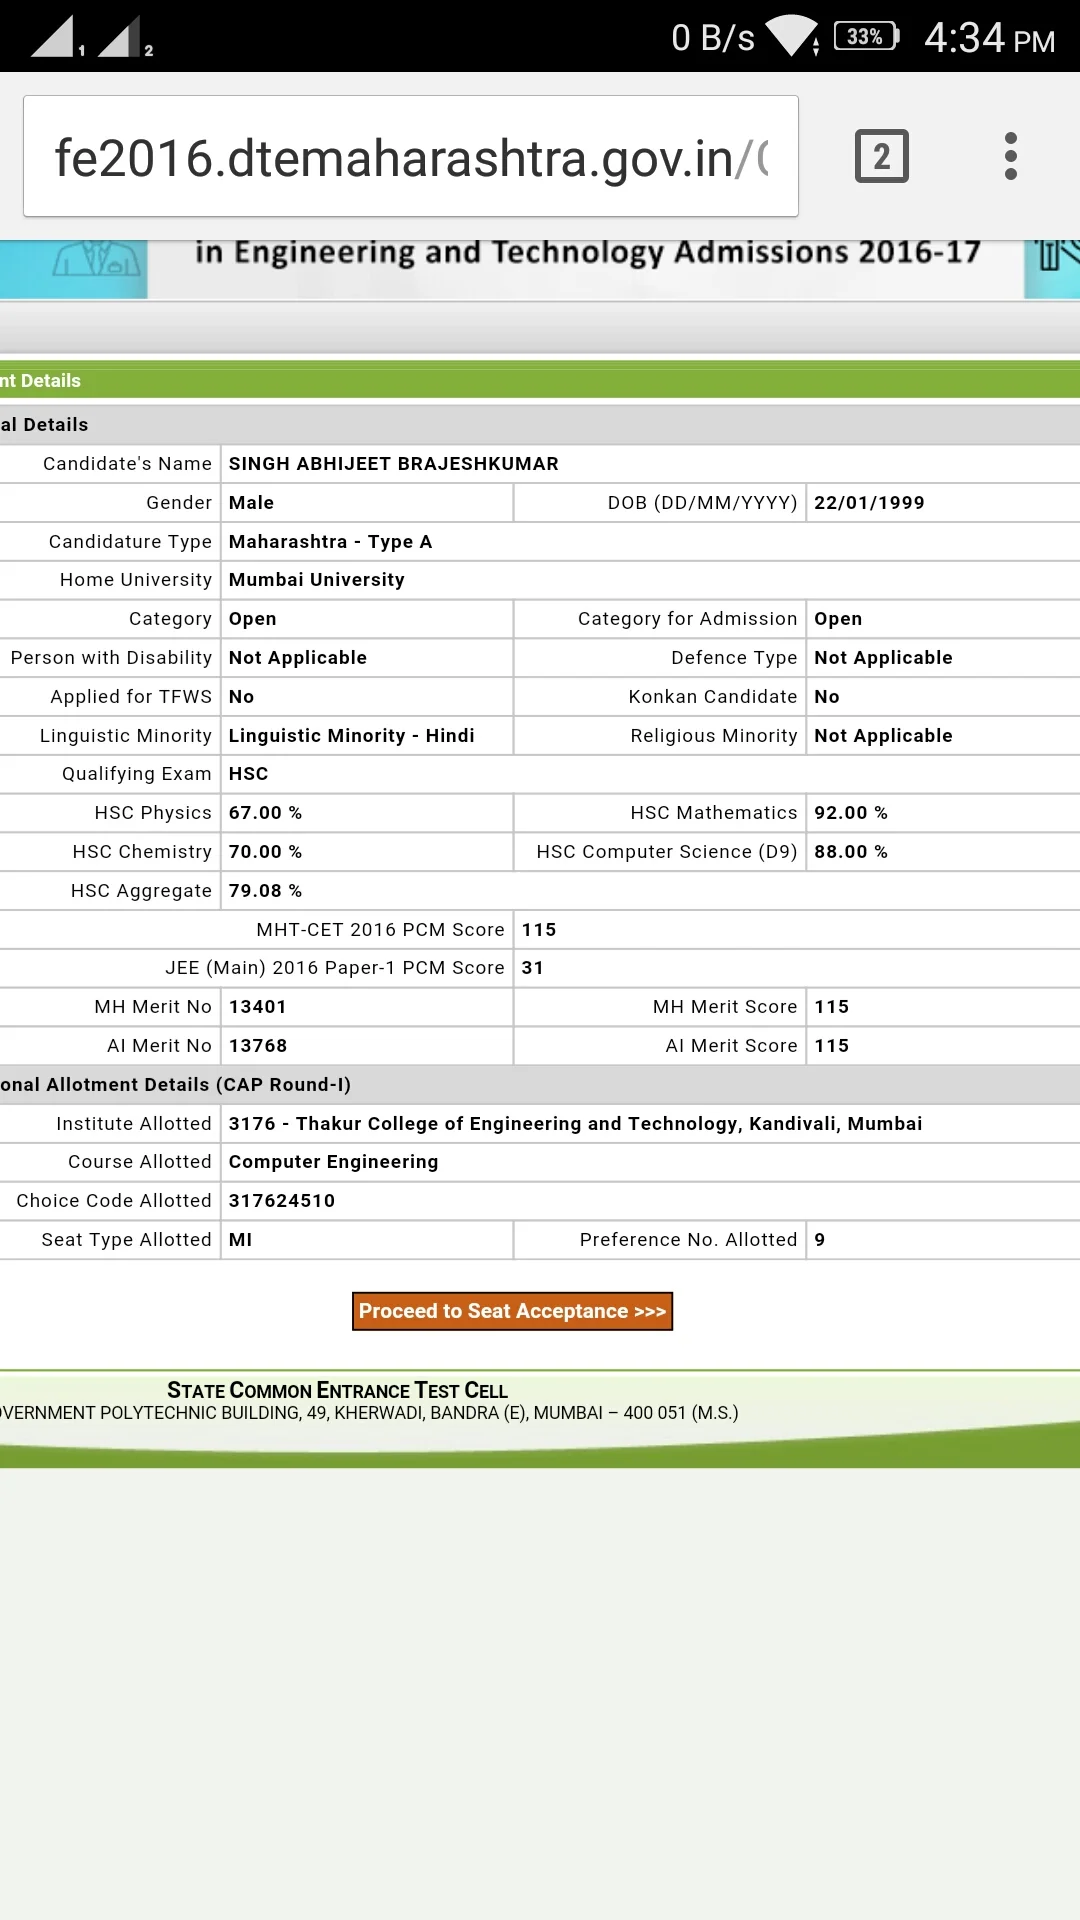 1 2 0 B/s 33% 4:34 PM
fe2016.dtemaharashtra.gov.in/ 2
in Engineering and Technology Admissions 2016-17
nt Details
al Details
Candidate's Name SINGH ABHIJEET BRAJESHKUMAR
Gender Male DOB (DD/MM/YYYY) 22/01/1999
Candidature Type Maharashtra - Type A
Home University Mumbai University
Category Open Category for Admission Open
Person with Disability Not Applicable Defence Type Not Applicable
Applied for TFWS No Konkan Candidate No
Linguistic Minority Linguistic Minority - Hindi Religious Minority Not Applicable
Qualifying Exam HSC
HSC Physics 67.00 % HSC Mathematics 92.00 %
HSC Chemistry 70.00 % HSC Computer Science (D9) 88.00 %
HSC Aggregate 79.08 %
MHT-CET 2016 PCM Score 115
JEE (Main) 2016 Paper-1 PCM Score 31
MH Merit No 13401 MH Merit Score 115
AI Merit No 13768 AI Merit Score 115
onal Allotment Details (CAP Round-I)
Institute Allotted 3176 - Thakur College of Engineering and Technology, Kandivali, Mumbai
Course Allotted Computer Engineering
Choice Code Allotted 317624510
Seat Type Allotted MI Preference No. Allotted 9
Proceed to Seat Acceptance >>>
STATE COMMON ENTRANCE TEST CELL
OVERNMENT POLYTECHNIC BUILDING, 49, KHERWADI, BANDRA (E), MUMBAI – 400 051 (M.S.)